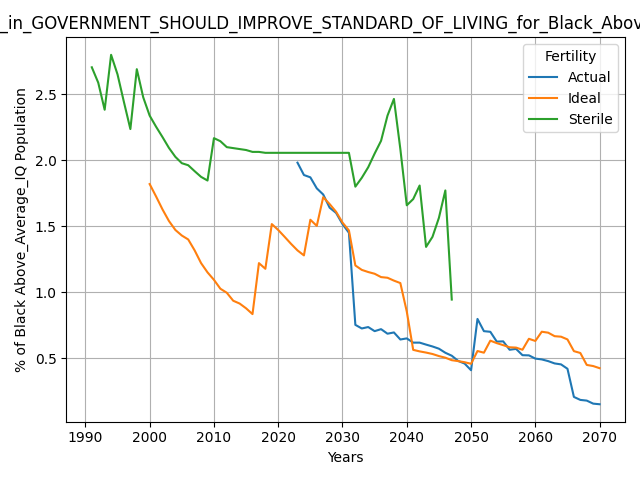 _in_GOVERNMENT_SHOULD_IMPROVE_STANDARD_OF_LIVING_for_Black_Abov
% of Black Above_Average_IQ Population
Fertility
Actual
Ideal
Sterile
2.5
2.0
1.5
1.0
0.5
1990 2000 2010 2020 2030 2040 2050 2060 2070
Years